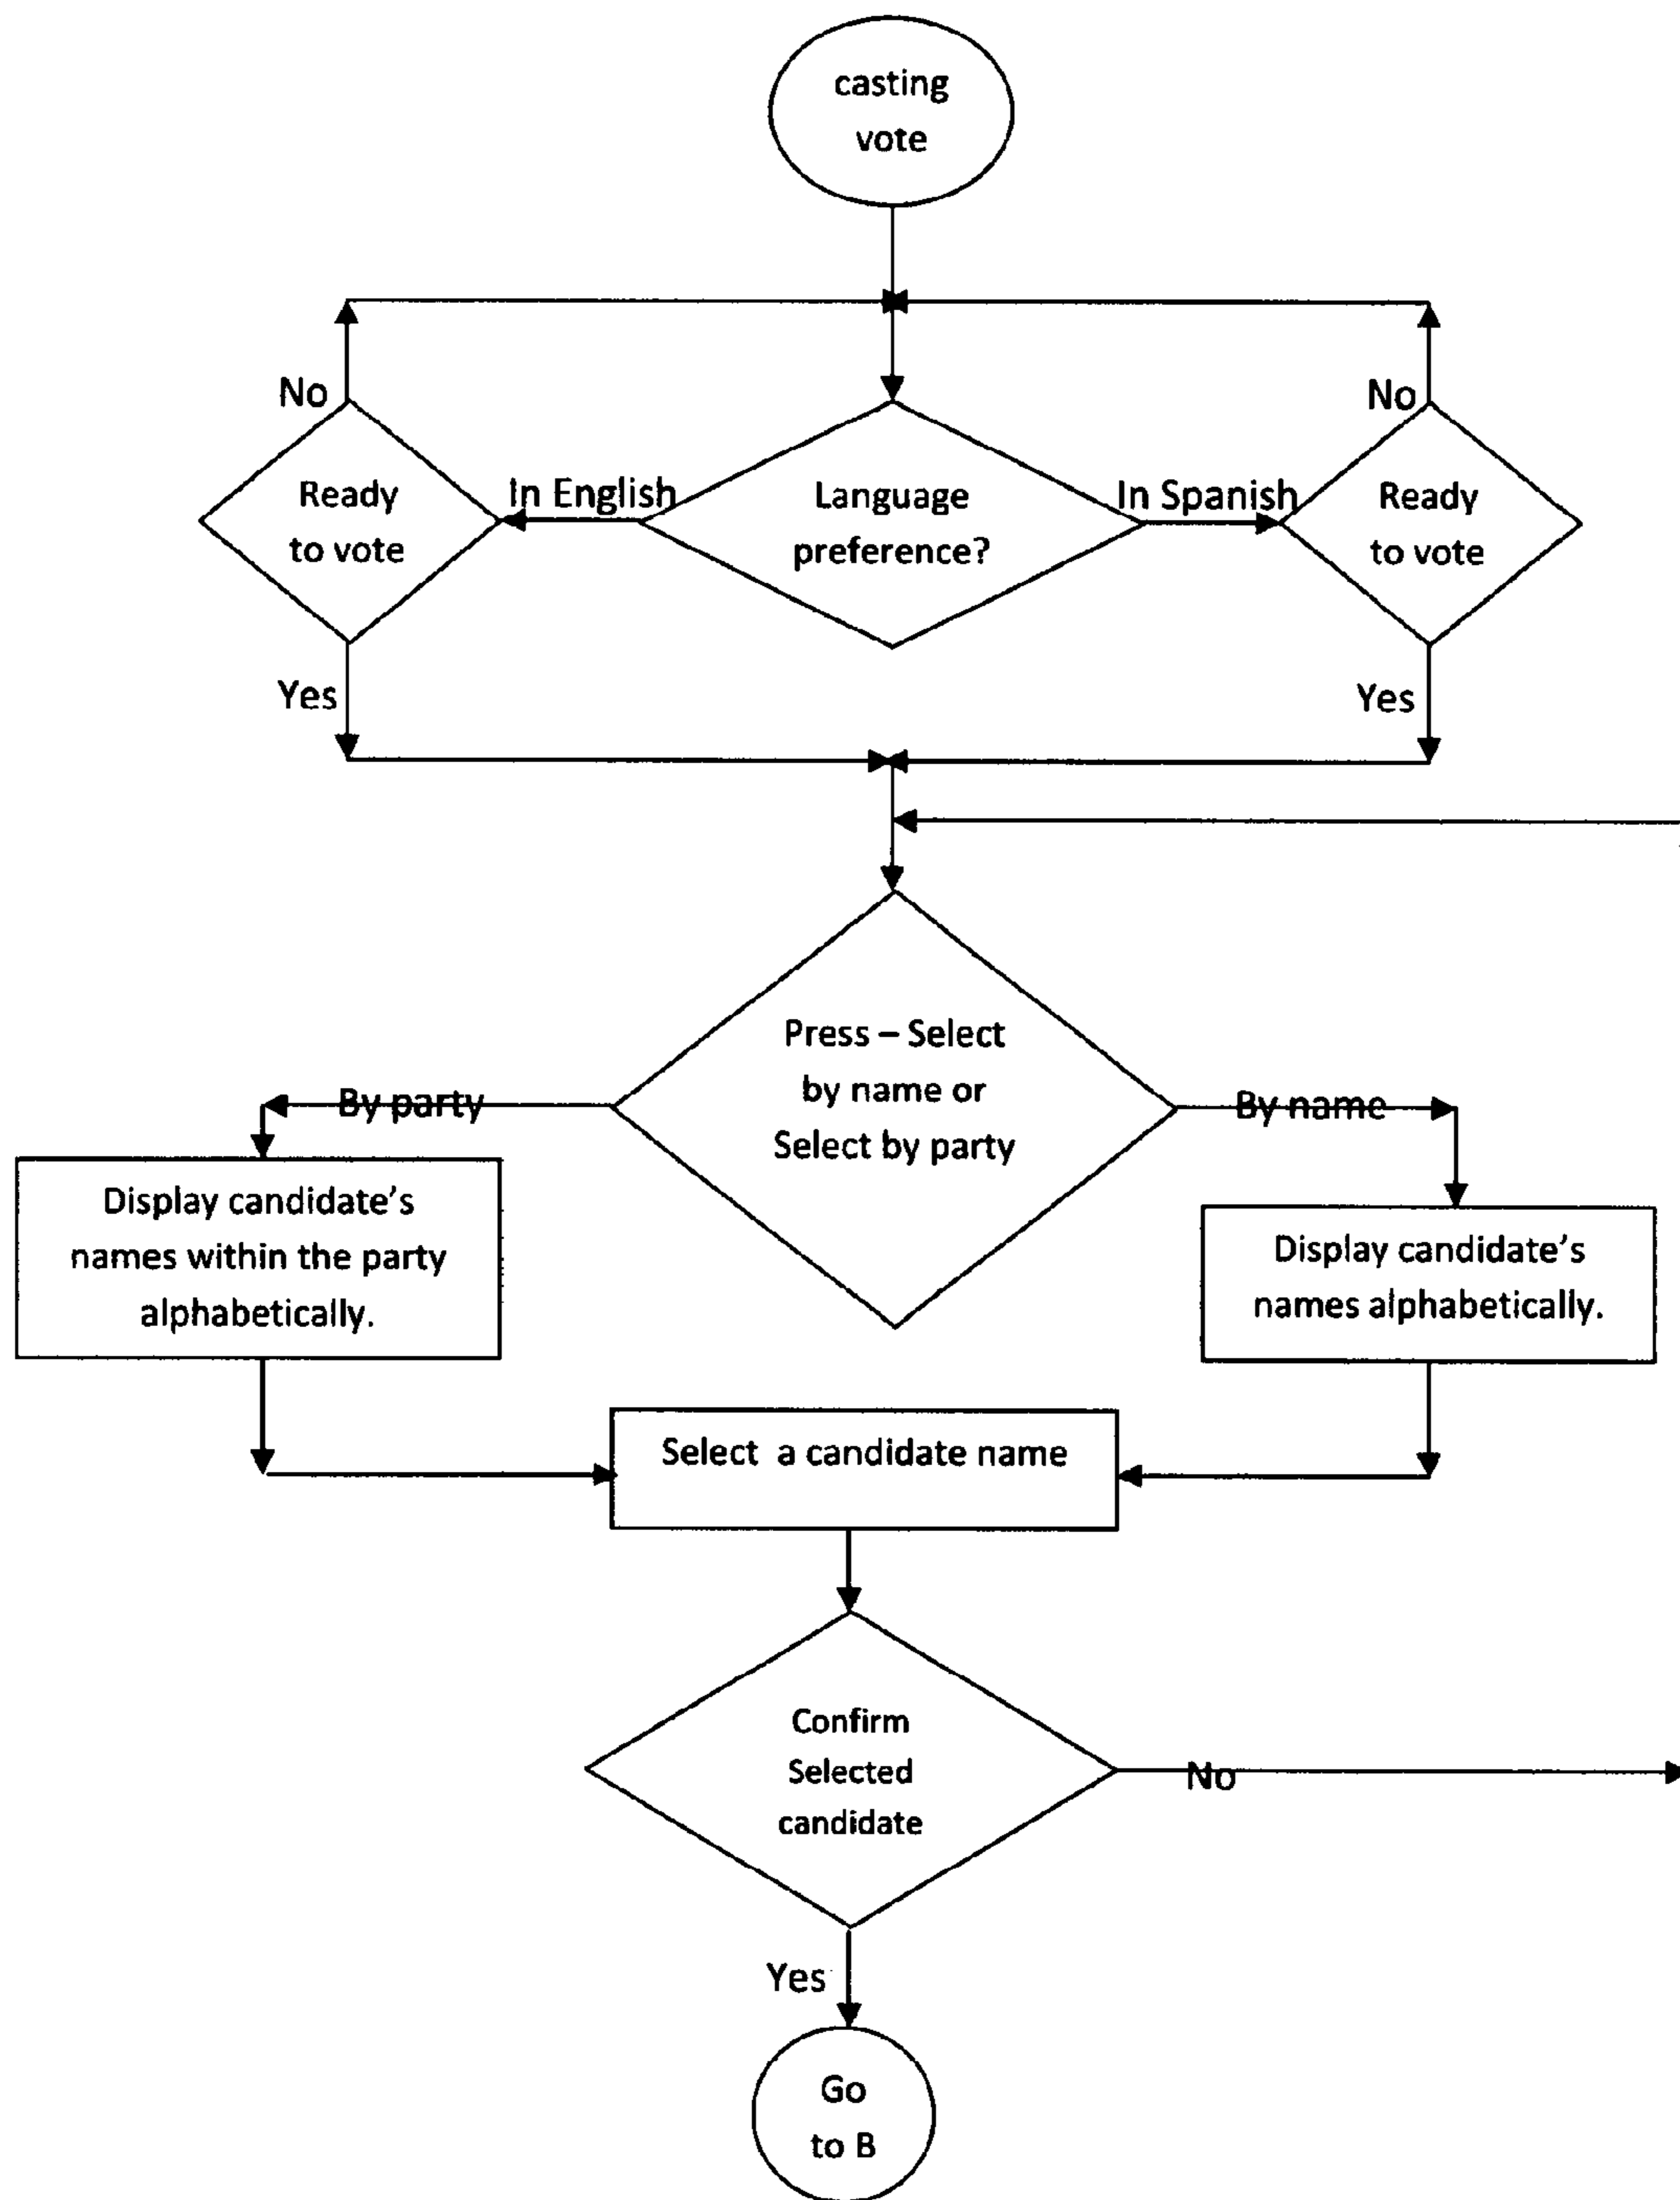 casting
vote
No
No
Ready
to vote
In English
Language
preference?
In Spanish
Ready
to vote
Yes
Yes
Press – Select
by name or
Select by party
By party
By name
Display candidate's
names within the party
alphabetically.
Display candidate's
names alphabetically.
Select a candidate name
Confirm
Selected
candidate
No
Yes
Go
to B